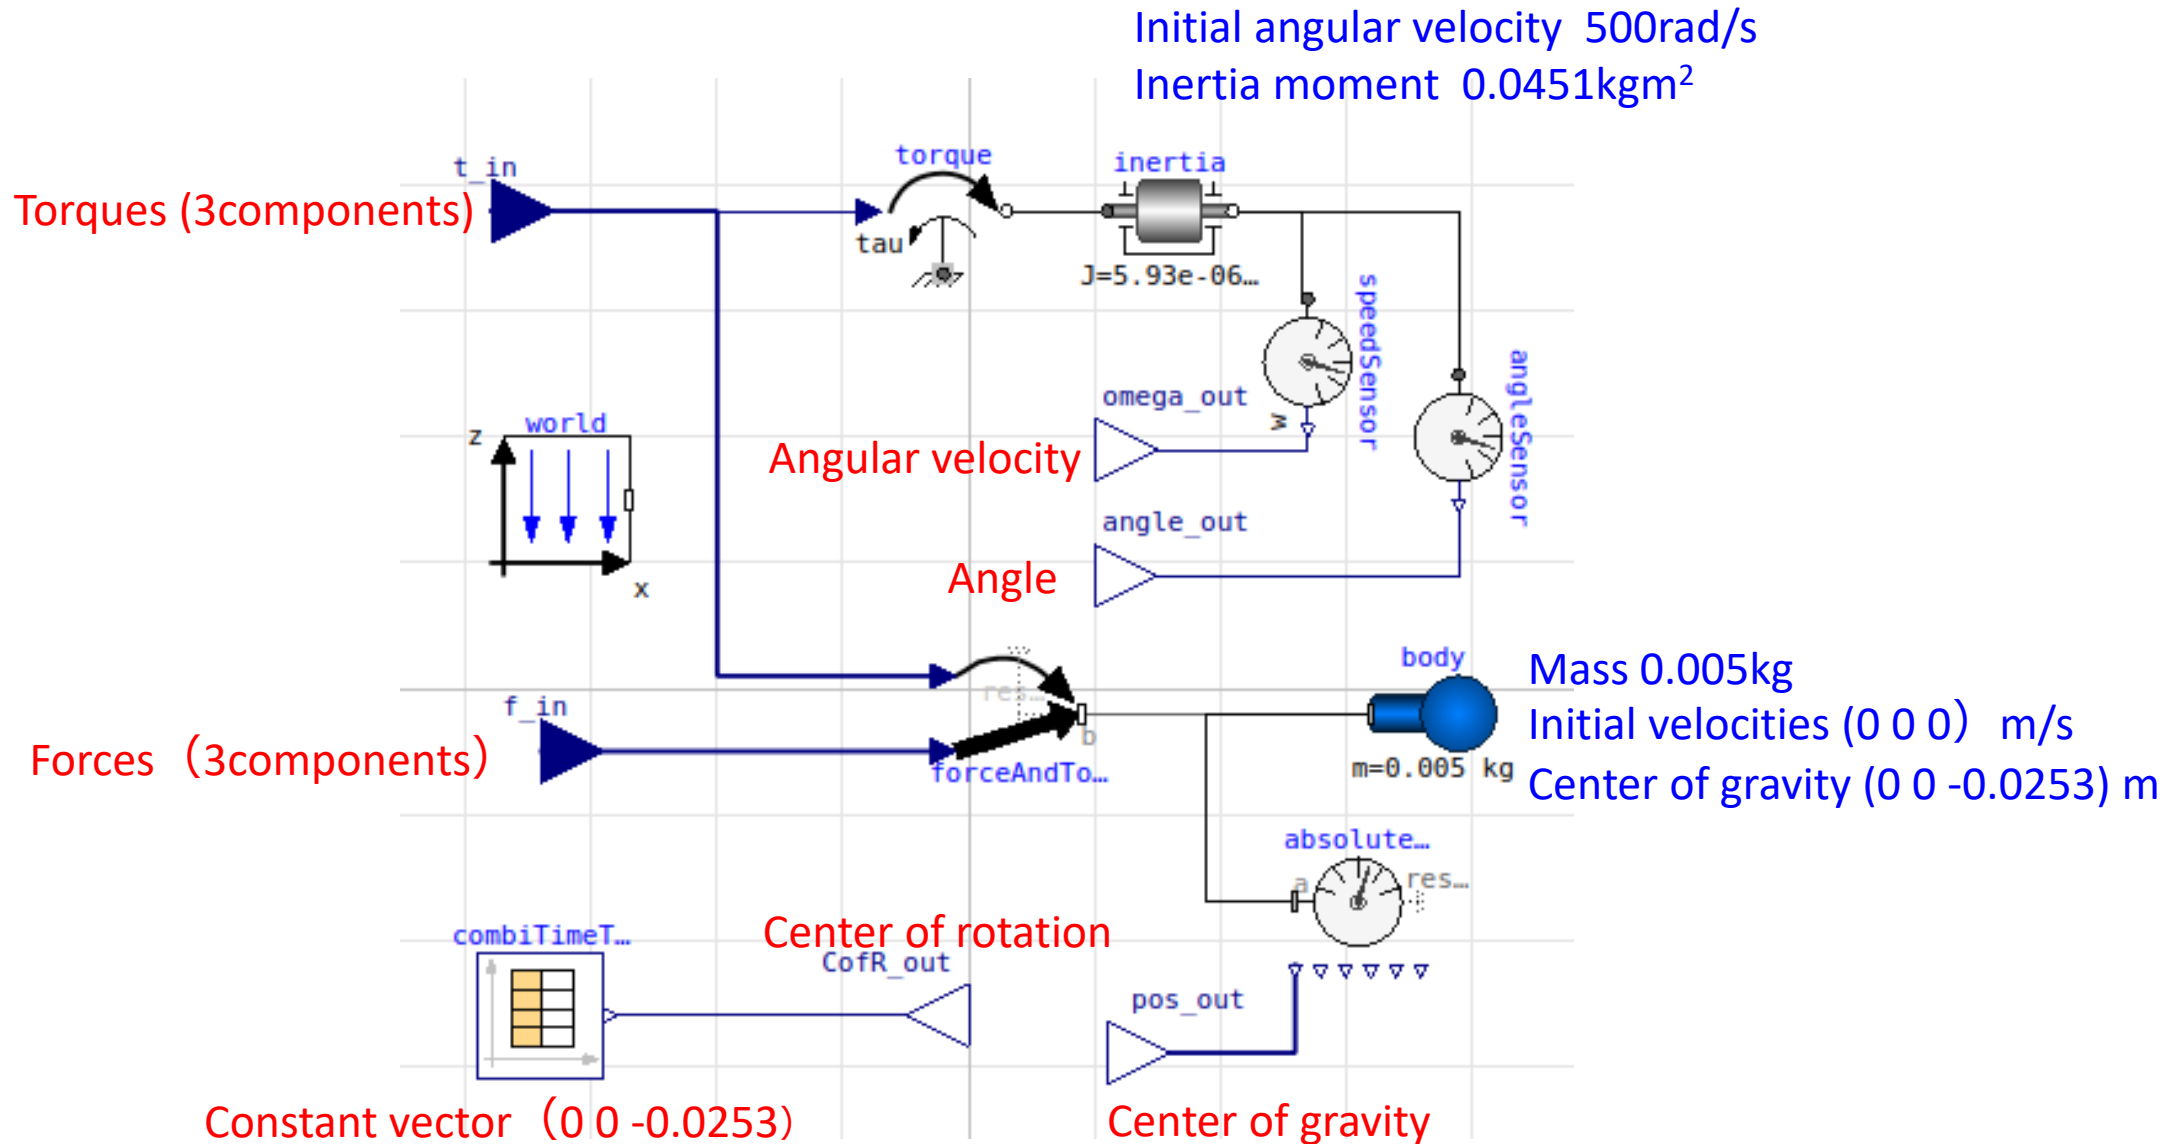 Initial angular velocity  500rad/s
Inertia moment  0.0451kgm²
t_in
torque
inertia
Torques (3components)
tau
J=5.93e-06…
speedSensor
w
angleSensor
omega_out
Angular velocity
world
z
x
angle_out
Angle
body
Mass 0.005kg
res…
f_in
Initial velocities (0 0 0） m/s
b
Forces（3components）
forceAndTo…
m=0.005 kg
Center of gravity (0 0 -0.0253) m
absolute…
a
res…
combiTimeT…
Center of rotation
CofR_out
pos_out
Constant vector（0 0 -0.0253）
Center of gravity